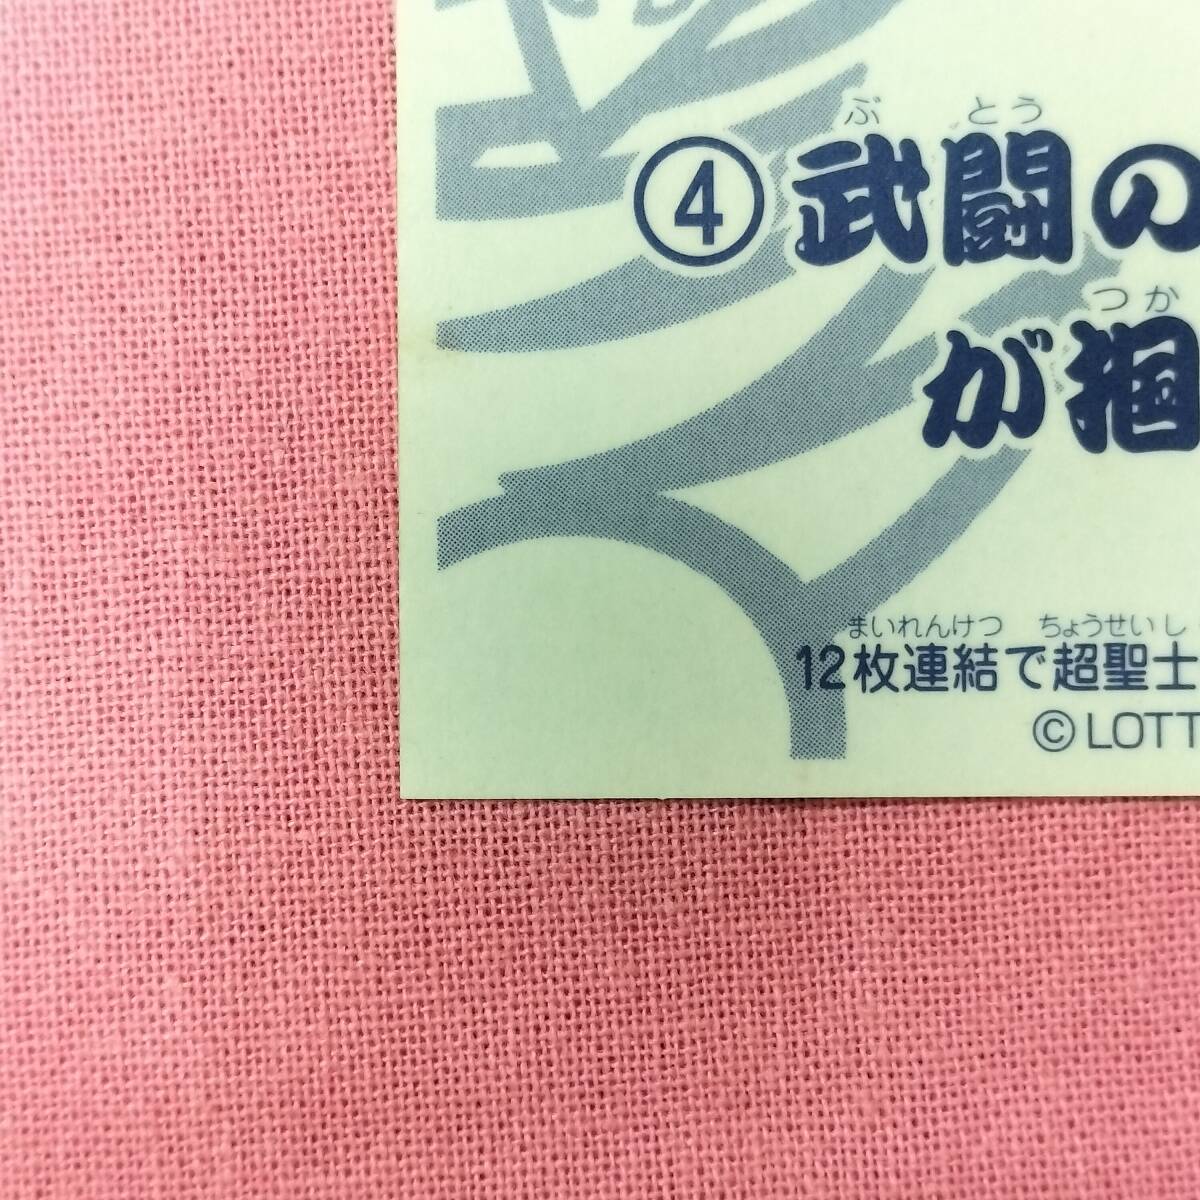 ぶ とう
④武闘の
つか
が掴
まいれんけつ ちょうせいし
12枚連結で超聖士
©LOTT